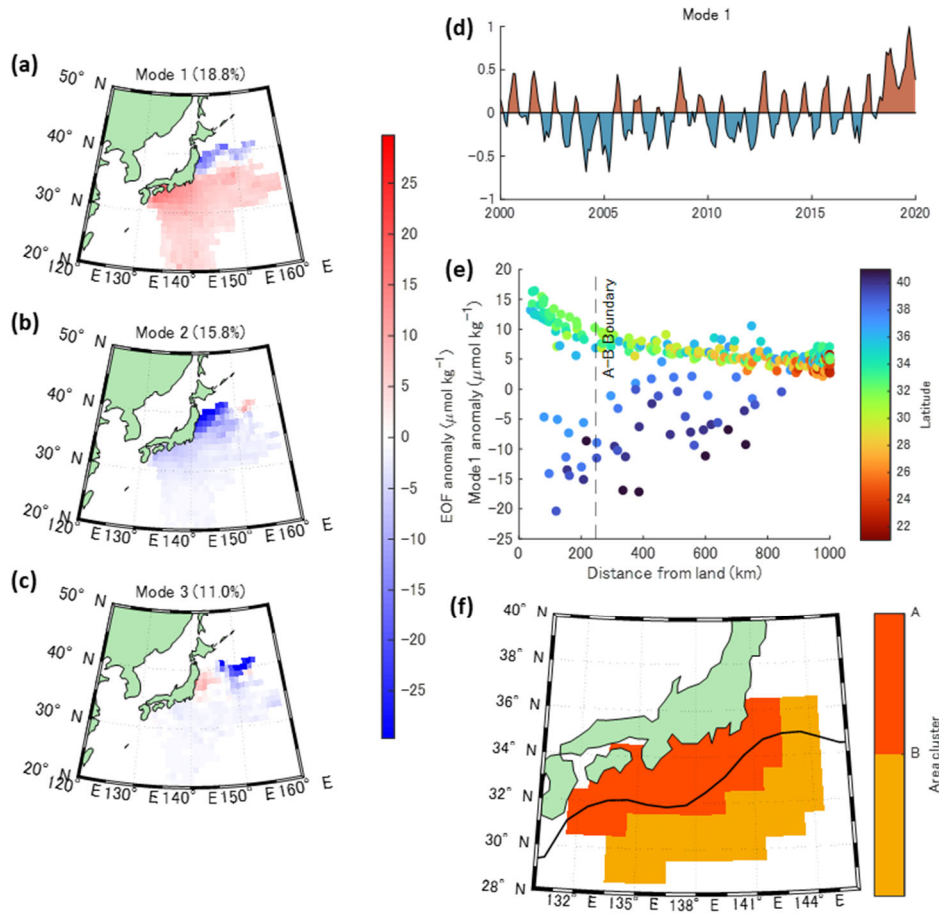 (a)
Mode 1 (18.8%)
50° N
40° N
30° N
20° N
120° E 130° E 140° E 150° E 160° E
(b)
Mode 2 (15.8%)
50° N
40° N
30° N
20° N
120° E 130° E 140° E 150° E 160° E
(c)
Mode 3 (11.0%)
50° N
40° N
30° N
20° N
120° E 130° E 140° E 150° E 160° E
25
20
15
10
5
0
−5
−10
−15
−20
−25
EOF anomaly (μmol kg⁻¹)
(d)
Mode 1
1
0.5
0
−0.5
−1
2000 2005 2010 2015 2020
(e)
20
15
10
5
0
−5
−10
−15
−20
−25
Mode1 anomaly (μmol kg⁻¹)
A−B Boundary
0 200 400 600 800 1000
Distance from land (km)
40
38
36
34
32
30
28
26
24
22
Latitude
(f)
40° N
38° N
36° N
34° N
32° N
30° N
28° N
132° E 135° E 138° E 141° E 144° E
A
B
Area cluster